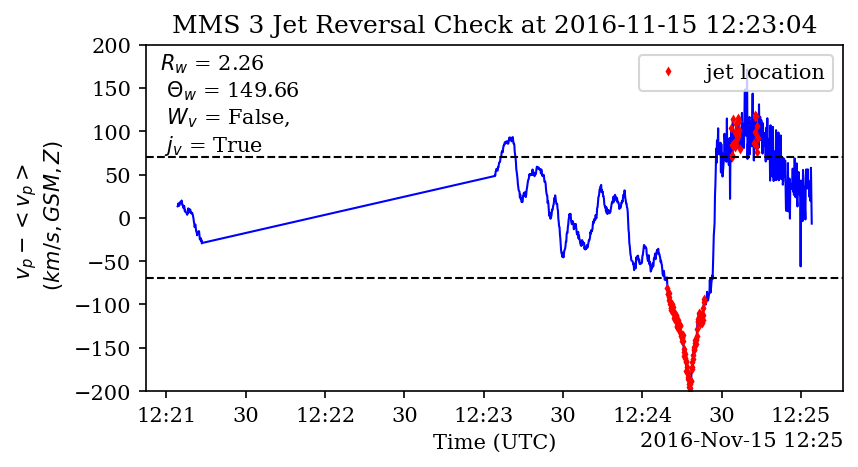 MMS 3 Jet Reversal Check at 2016-11-15 12:23:04
R_w = 2.26
Θ_w = 149.66
W_v = False,
j_v = True
jet location
v_p − < v_p >
(km/s, GSM, Z)
200
150
100
50
0
−50
−100
−150
−200
12:21 30 12:22 30 12:23 30 12:24 30 12:25
Time (UTC)
2016-Nov-15 12:25